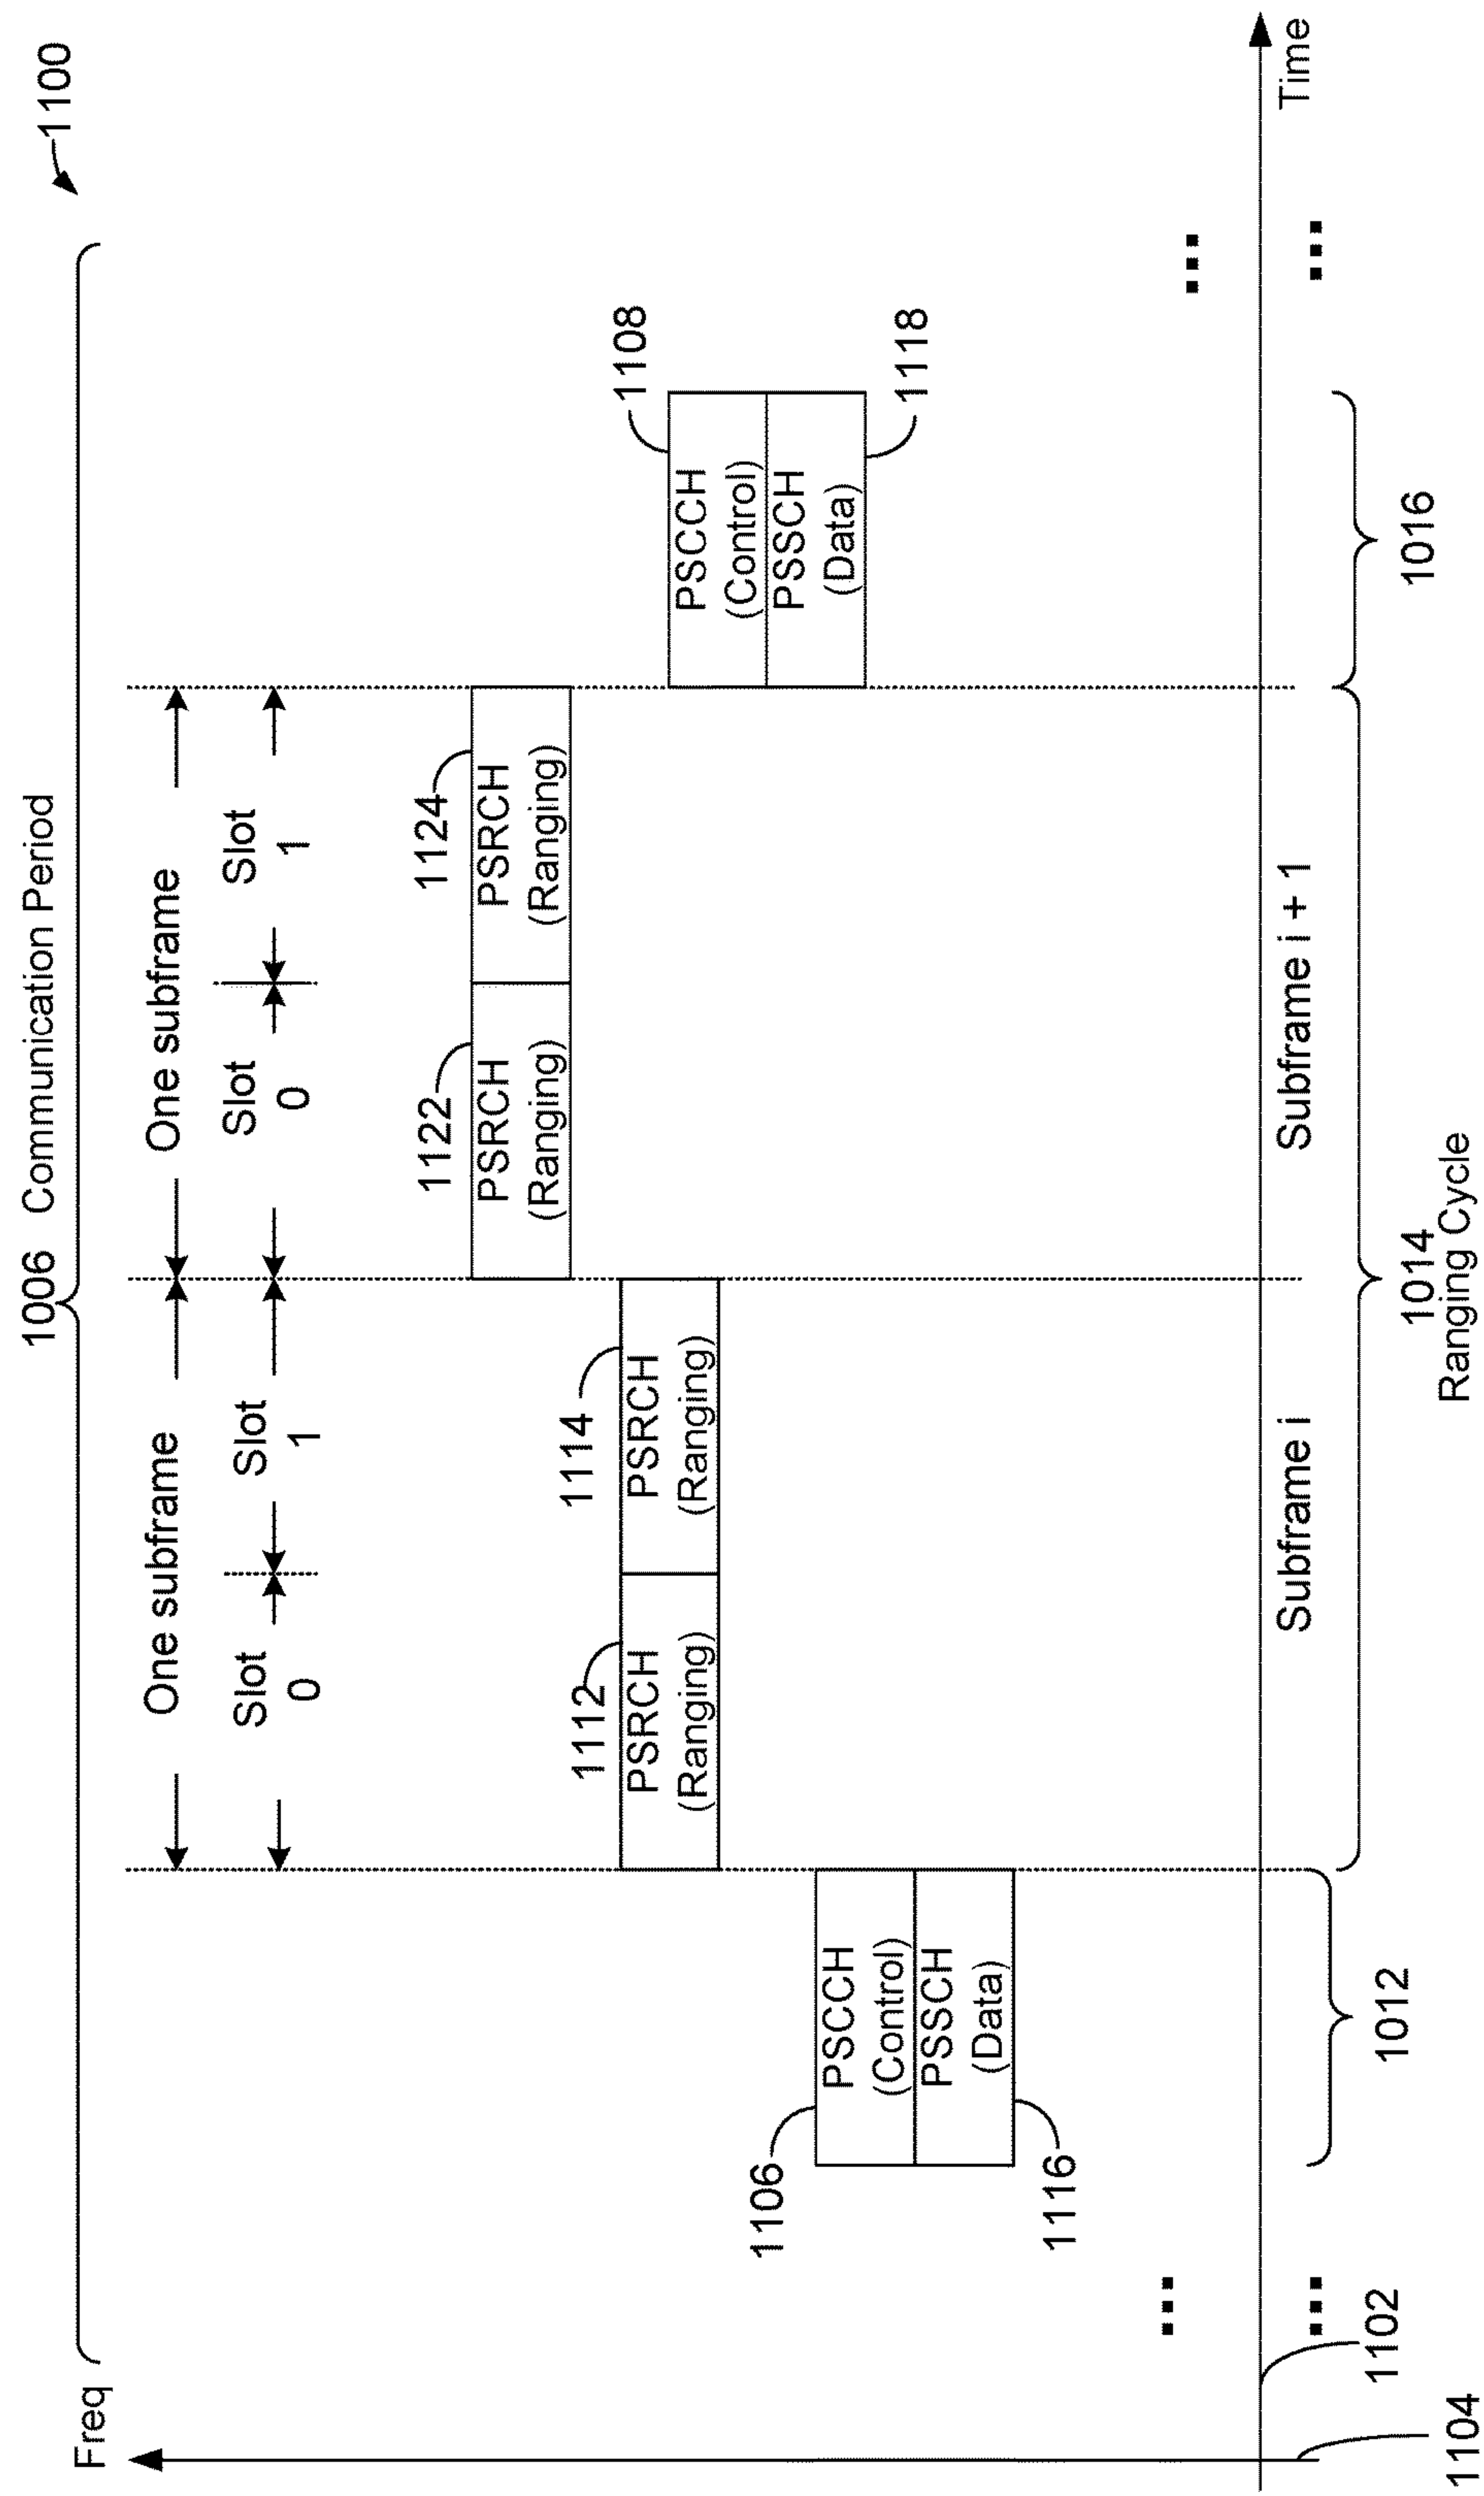 1100
1006 Communication Period
Freq
One subframe
One subframe
Slot
0
Slot
1
Slot
0
Slot
1
1122
1124
PSRCH
(Ranging)
PSRCH
(Ranging)
1112
1114
PSRCH
(Ranging)
PSRCH
(Ranging)
1108
PSCCH
(Control)
PSSCH
(Data)
1118
1106
PSCCH
(Control)
PSSCH
(Data)
1116
...
...
Time
...
...
Subframe i
Subframe i + 1
1102
1104
1012
1014
Ranging Cycle
1016